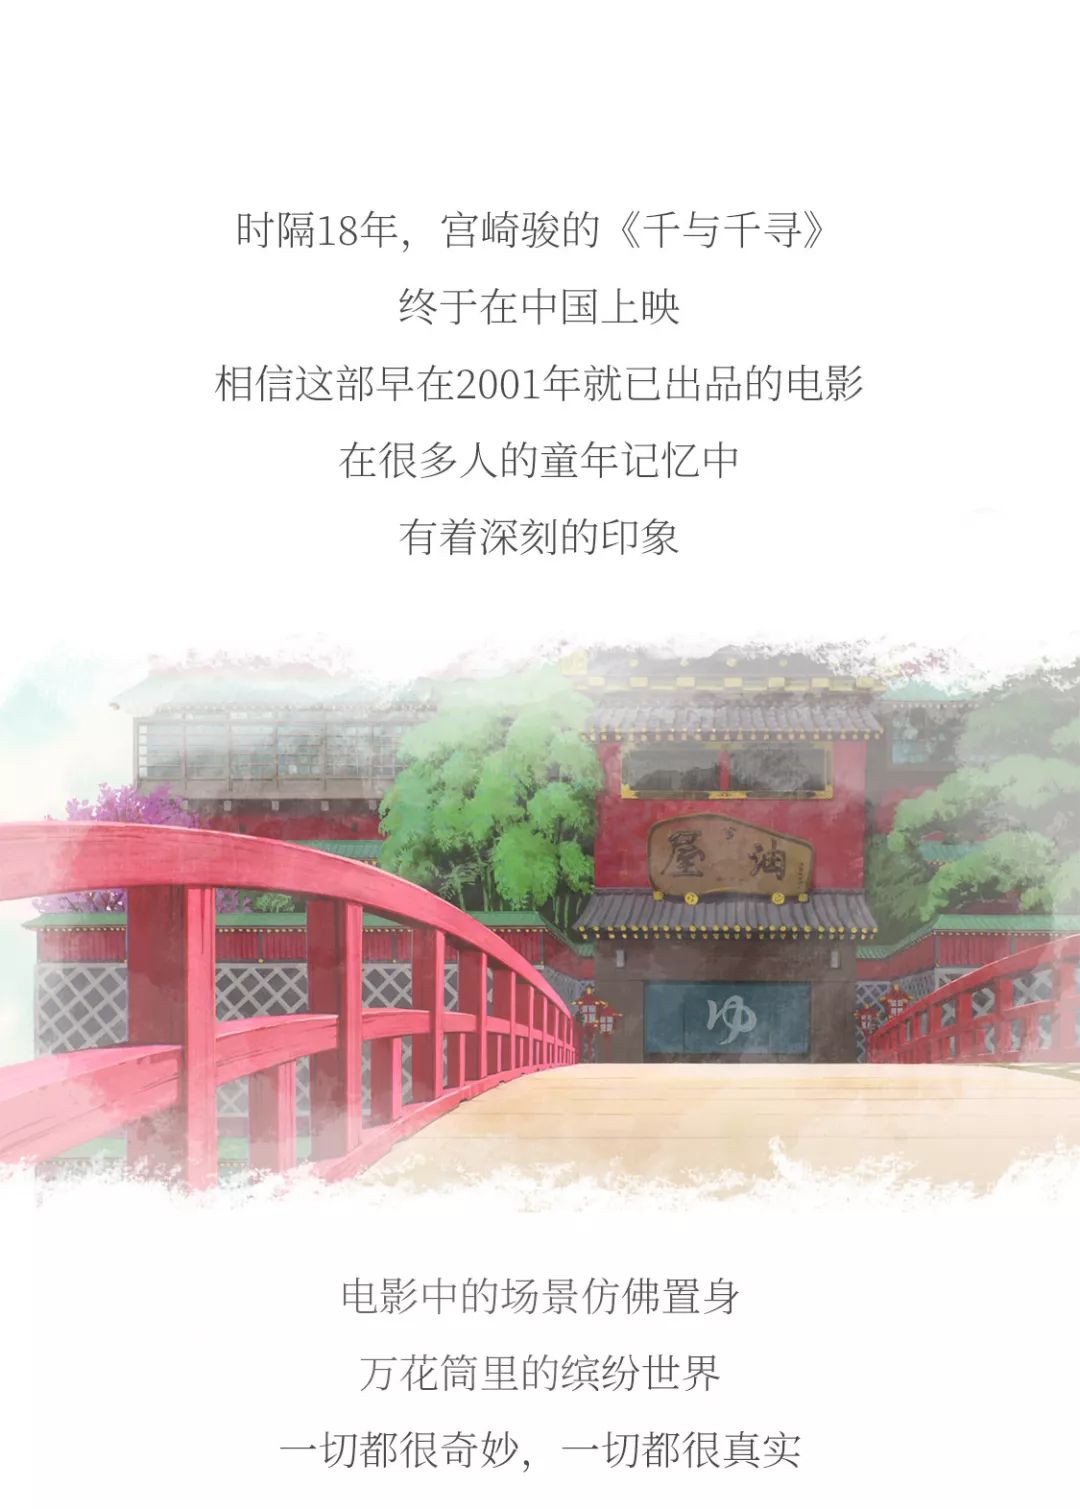 时隔18年，宫崎骏的《千与千寻》
终于在中国上映
相信这部早在2001年就已出品的电影
在很多人的童年记忆中
有着深刻的印象
屋 油
ゆ
电影中的场景仿佛置身
万花筒里的缤纷世界
一切都很奇妙，一切都很真实